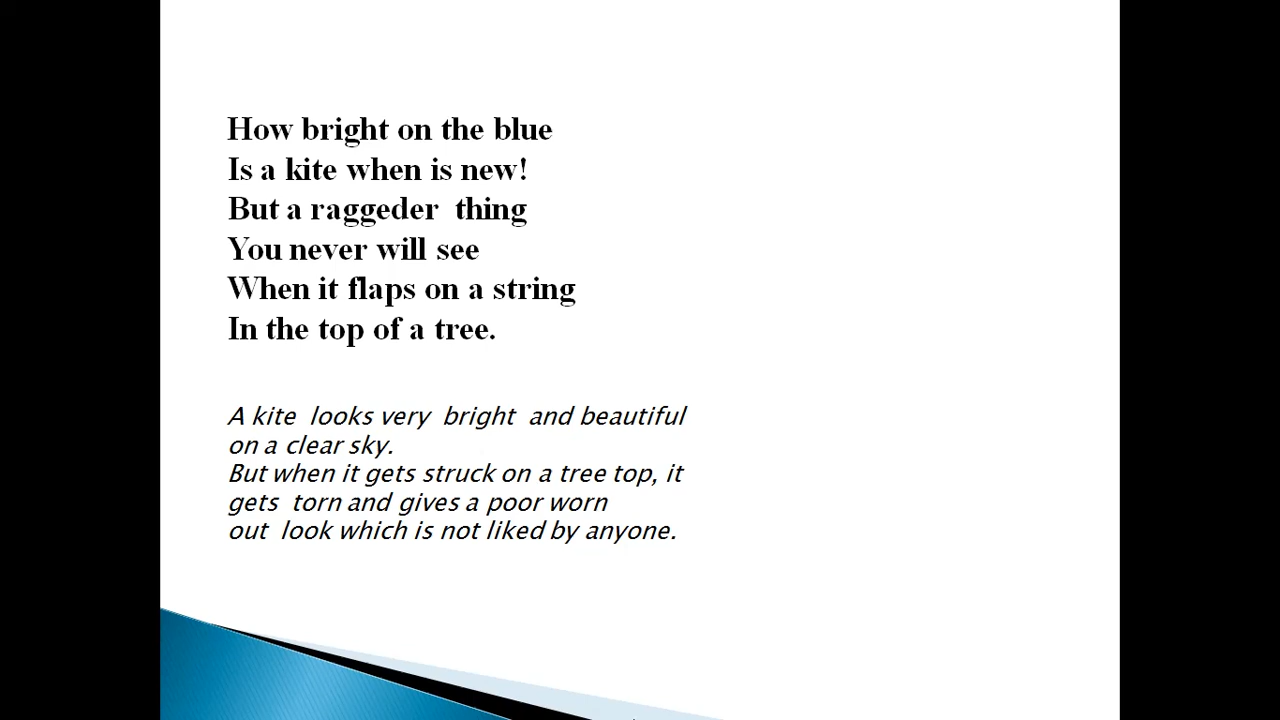 How bright on the blue
Is a kite when is new!
But a raggeder thing
You never will see
When it flaps on a string
In the top of a tree.
A kite looks very bright and beautiful
on a clear sky.
But when it gets struck on a tree top, it
gets torn and gives a poor worn
out look which is not liked by anyone.